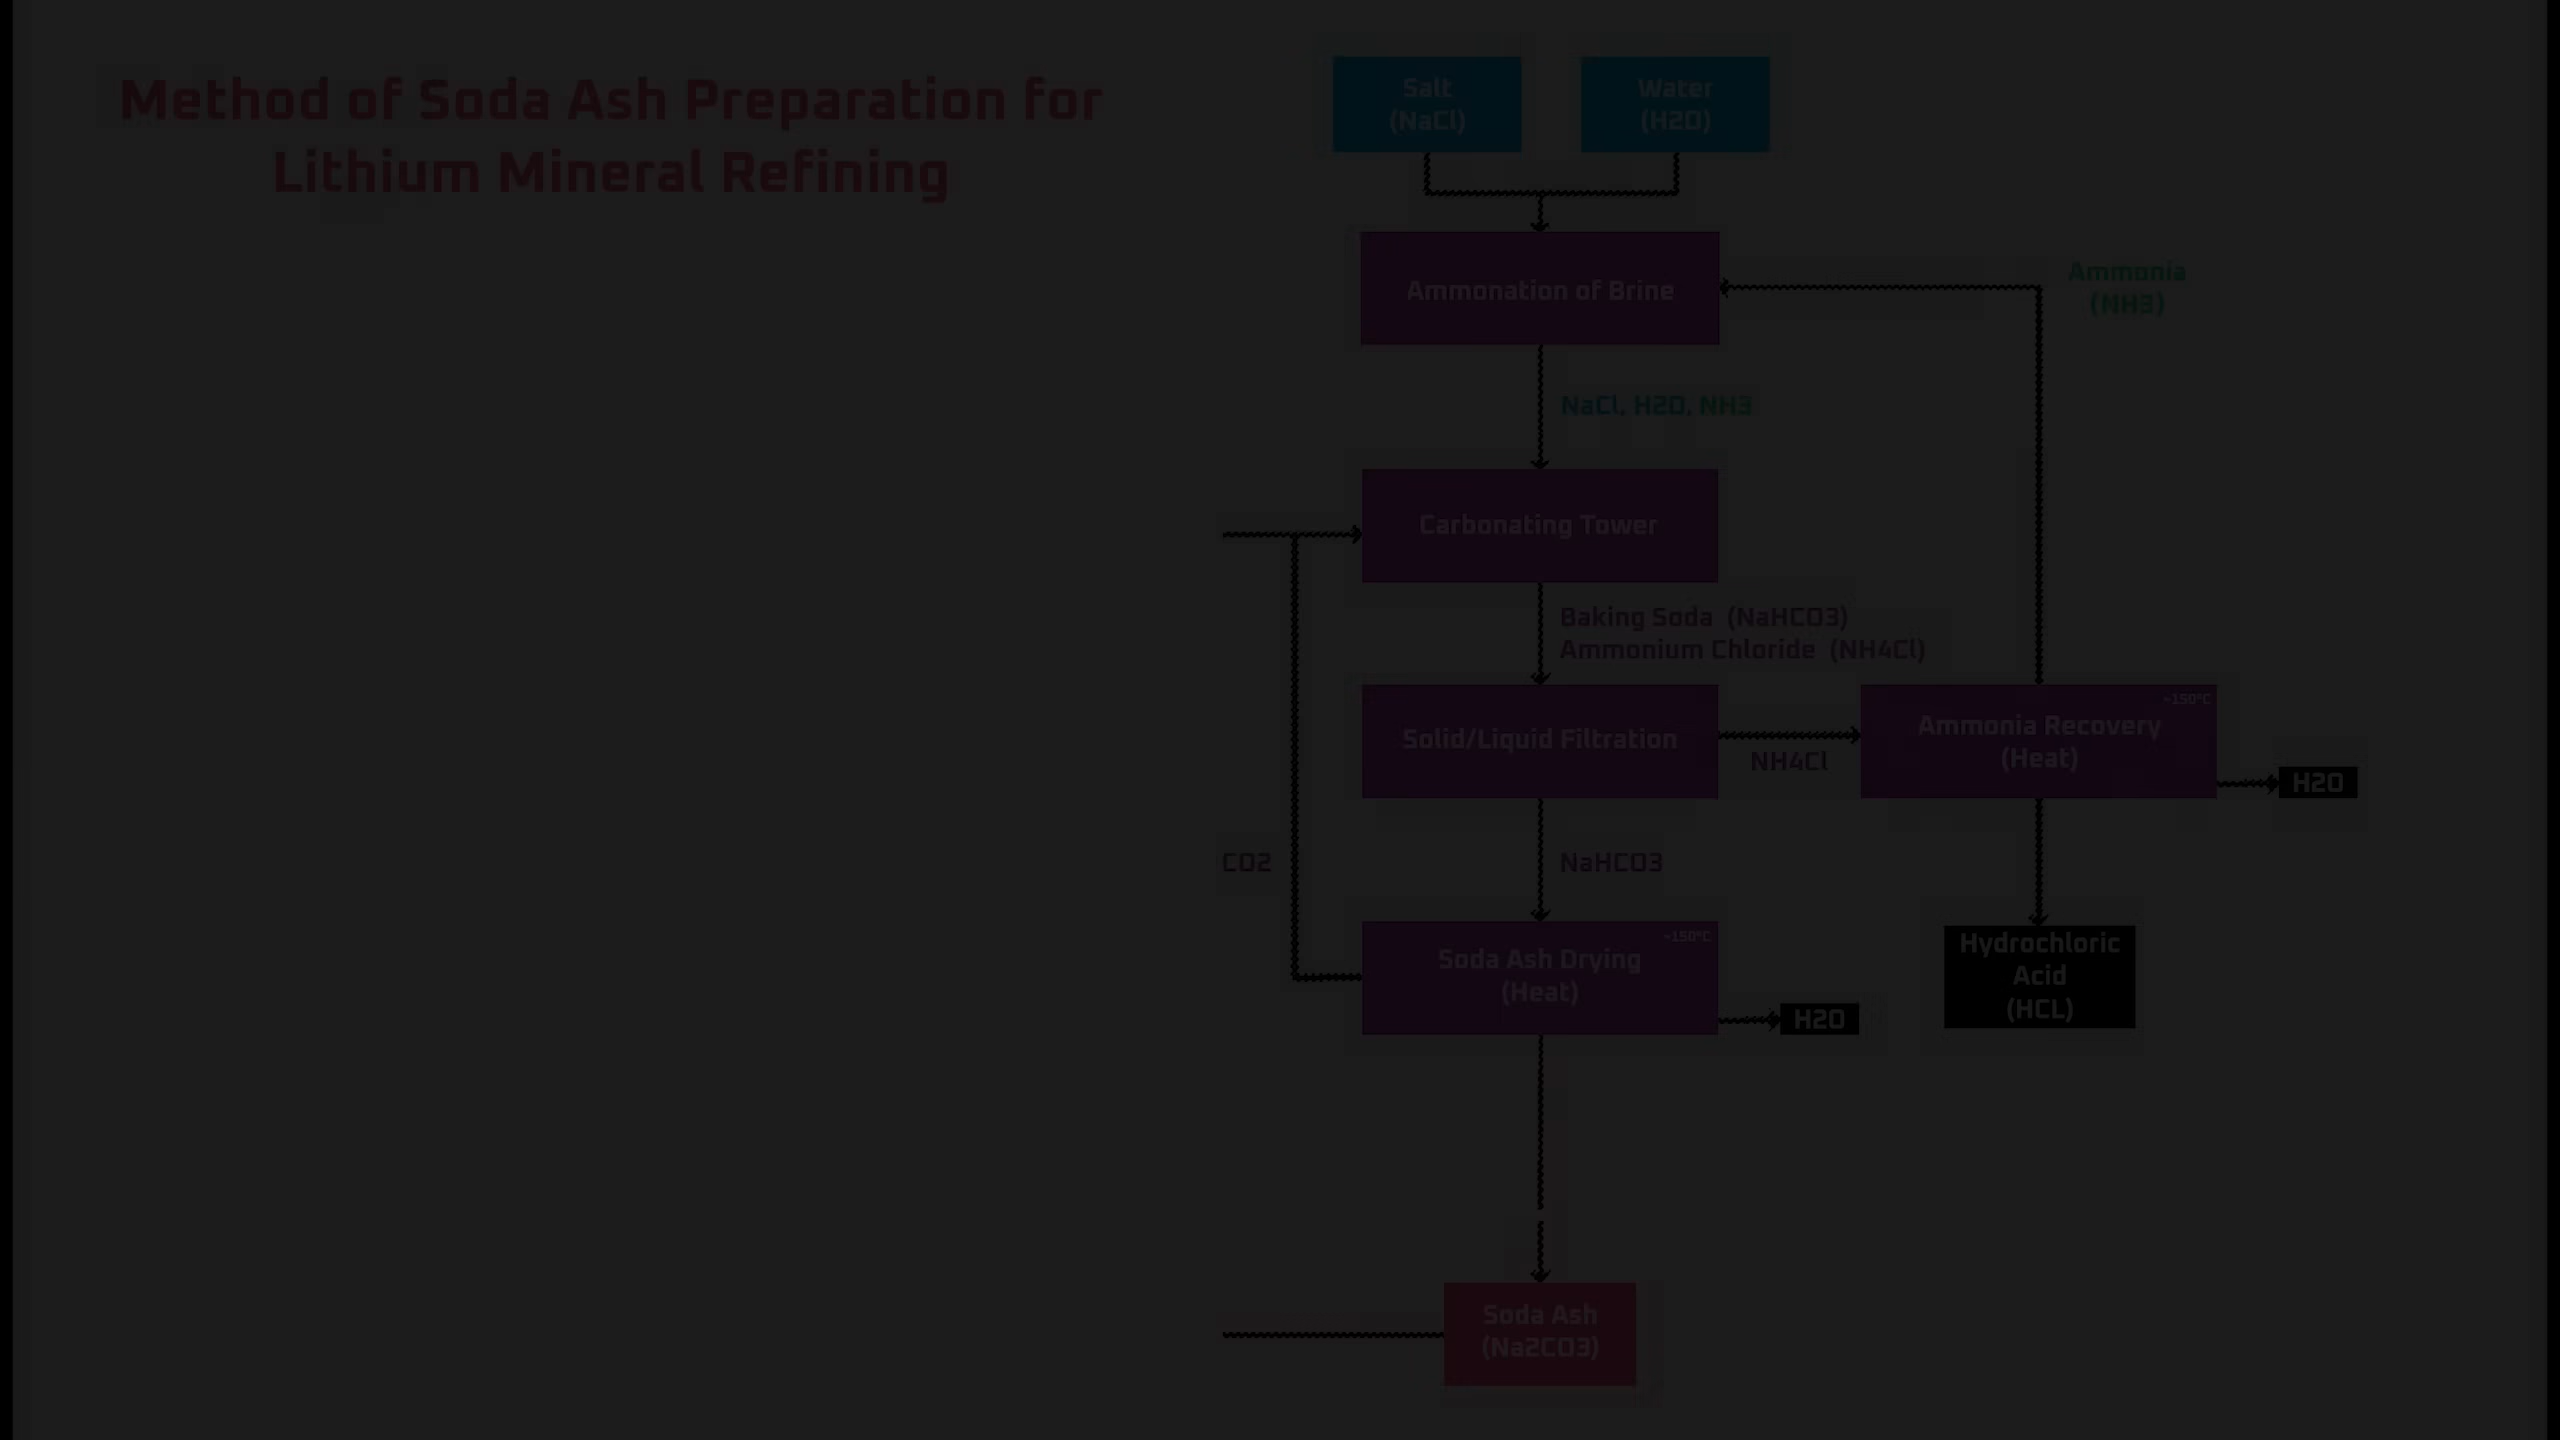 Method of Soda Ash Preparation for
Lithium Mineral Refining
Salt
(NaCl)
Water
(H2O)
Ammonation of Brine
Ammonia
(NH3)
NaCl, H2O, NH3
Carbonating Tower
Baking Soda (NaHCO3)
Ammonium Chloride (NH4Cl)
Solid/Liquid Filtration
NH4Cl
~150°C
Ammonia Recovery
(Heat)
H2O
CO2
NaHCO3
~150°C
Soda Ash Drying
(Heat)
H2O
Hydrochloric
Acid
(HCL)
Soda Ash
(Na2CO3)